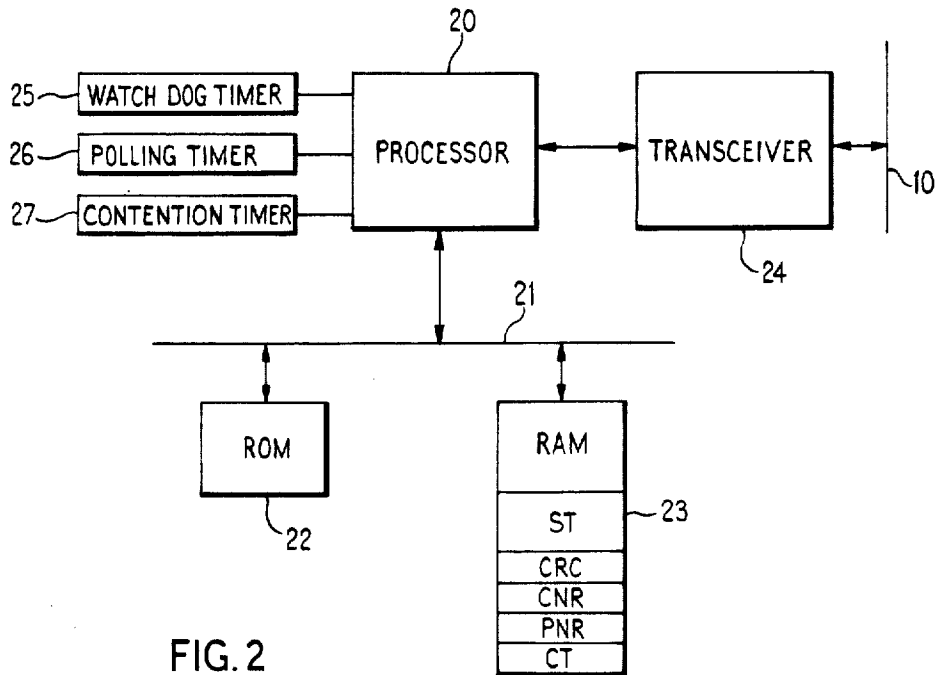 20
25 WATCH DOG TIMER
26 POLLING TIMER
27 CONTENTION TIMER
PROCESSOR
TRANSCEIVER
10
24
21
ROM
22
RAM
ST
CRC
CNR
PNR
CT
23
FIG. 2